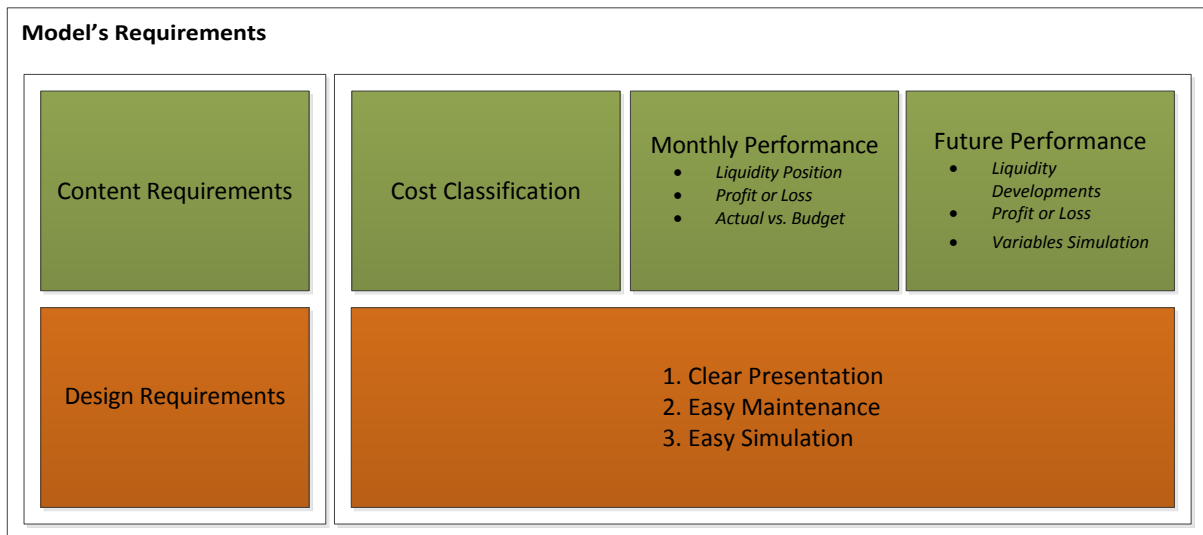 Model’s Requirements
Content Requirements
Cost Classification
Monthly Performance
• Liquidity Position
• Profit or Loss
• Actual vs. Budget
Future Performance
• Liquidity
Developments
• Profit or Loss
• Variables Simulation
Design Requirements
1. Clear Presentation
2. Easy Maintenance
3. Easy Simulation